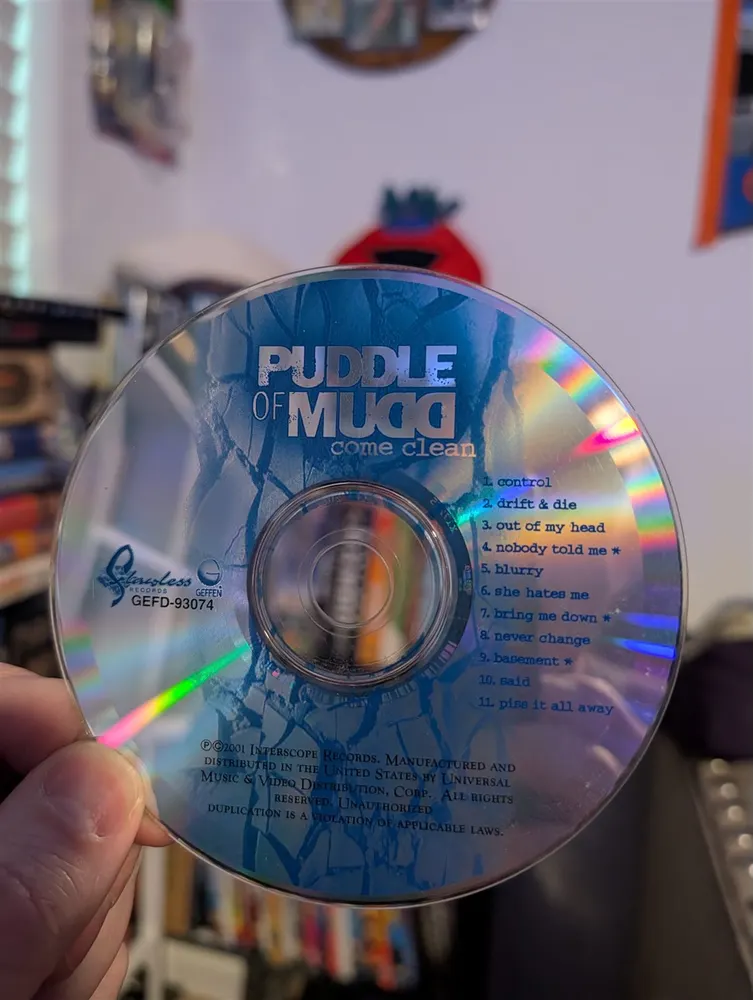 PUDDLE
OF MUDD
come clean
1. control
2. drift & die
3. out of my head
4. nobody told me *
5. blurry
6. she hates me
7. bring me down *
8. never change
9. basement *
10. said
11. piss it all away
Flawless
RECORDS
GEFFEN
GEFD-93074
℗©2001 INTERSCOPE RECORDS. MANUFACTURED AND
DISTRIBUTED IN THE UNITED STATES BY UNIVERSAL
MUSIC & VIDEO DISTRIBUTION, CORP. ALL RIGHTS
RESERVED. UNAUTHORIZED
DUPLICATION IS A VIOLATION OF APPLICABLE LAWS.